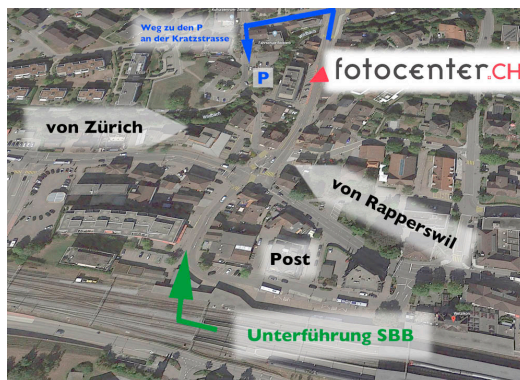 Weg zu den P
an der Kratzstrasse
P
fotocenter.CH
von Zürich
von Rapperswil
Post
Unterführung SBB